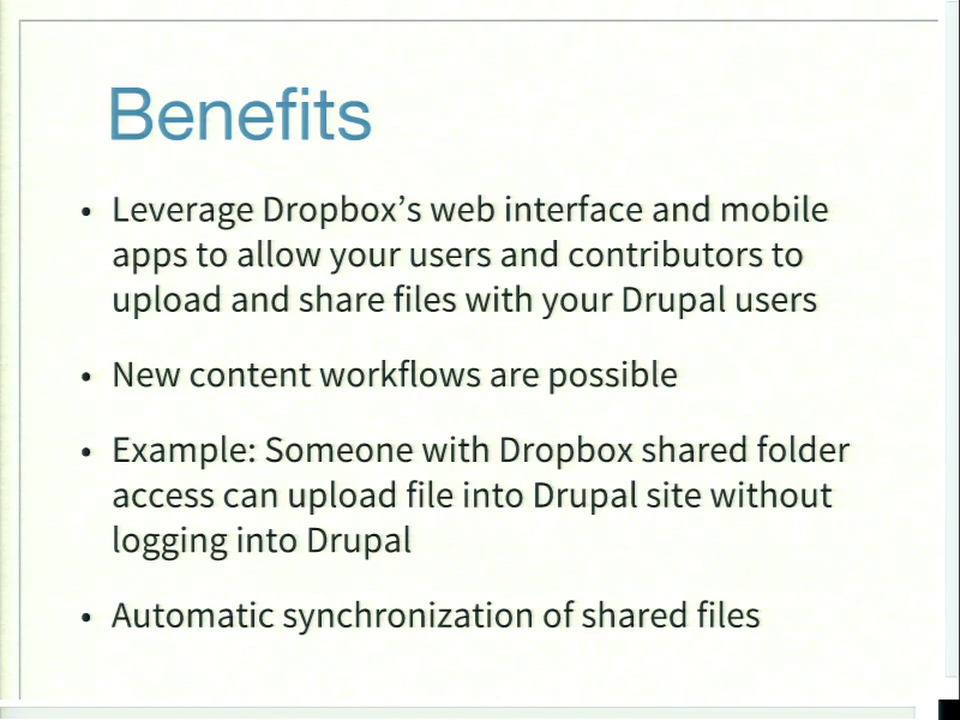 Benefits
• Leverage Dropbox’s web interface and mobile
apps to allow your users and contributors to
upload and share files with your Drupal users
• New content workflows are possible
• Example: Someone with Dropbox shared folder
access can upload file into Drupal site without
logging into Drupal
• Automatic synchronization of shared files